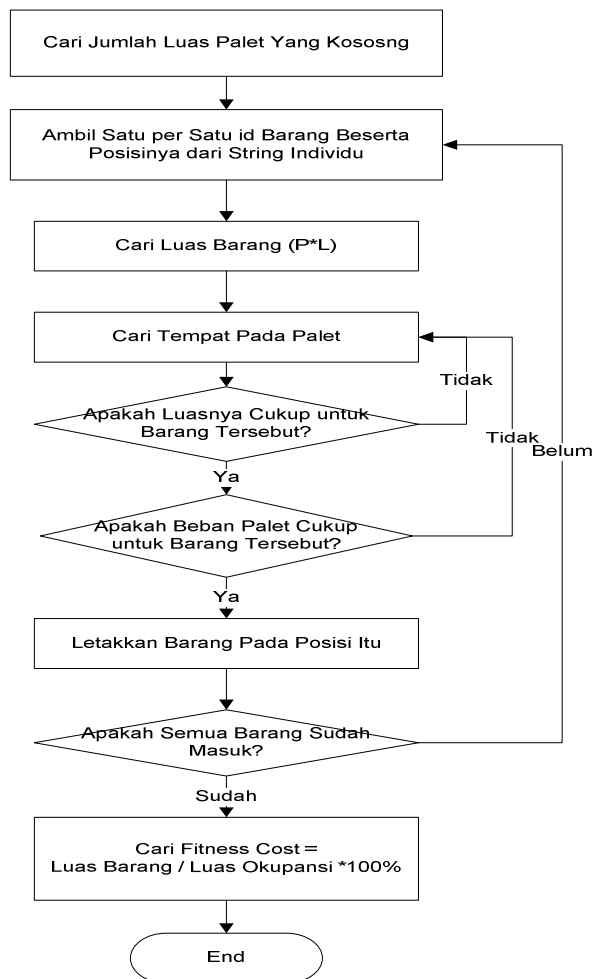 Cari Jumlah Luas Palet Yang Kososng
Ambil Satu per Satu id Barang Beserta
Posisinya dari String Individu
Cari Luas Barang (P*L)
Cari Tempat Pada Palet
Tidak
Apakah Luasnya Cukup untuk
Barang Tersebut?
Tidak
Belum
Ya
Apakah Beban Palet Cukup
untuk Barang Tersebut?
Ya
Letakkan Barang Pada Posisi Itu
Apakah Semua Barang Sudah
Masuk?
Sudah
Cari Fitness Cost =
Luas Barang / Luas Okupansi *100%
End